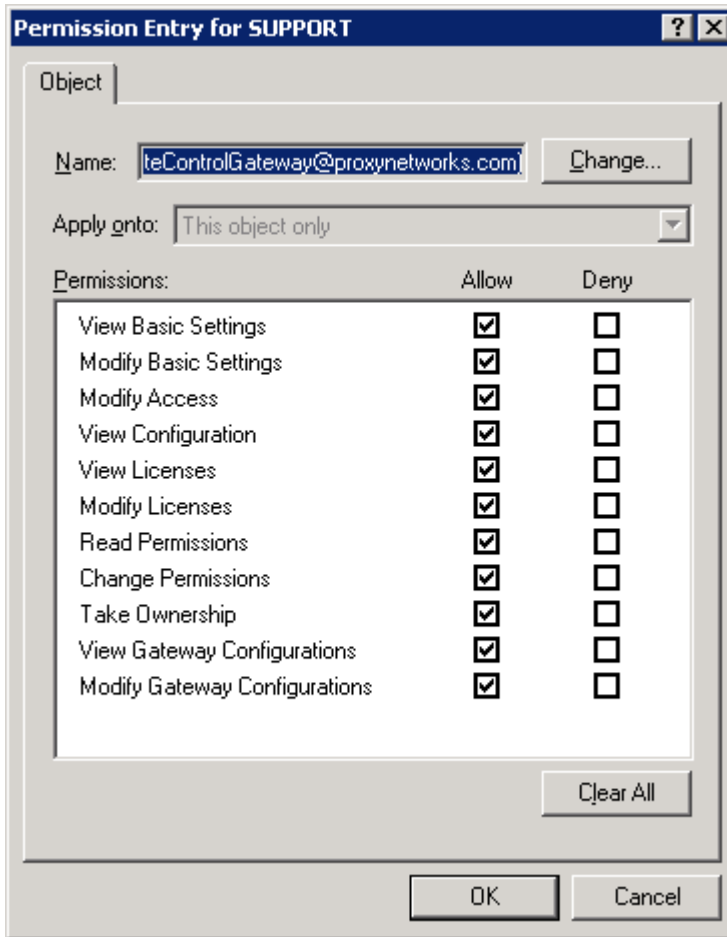 Permission Entry for SUPPORT ? X
Object
Name: teControlGateway@proxynetworks.com) Change...
Apply onto: This object only
Permissions: Allow Deny
View Basic Settings
Modify Basic Settings
Modify Access
View Configuration
View Licenses
Modify Licenses
Read Permissions
Change Permissions
Take Ownership
View Gateway Configurations
Modify Gateway Configurations
Clear All
OK Cancel